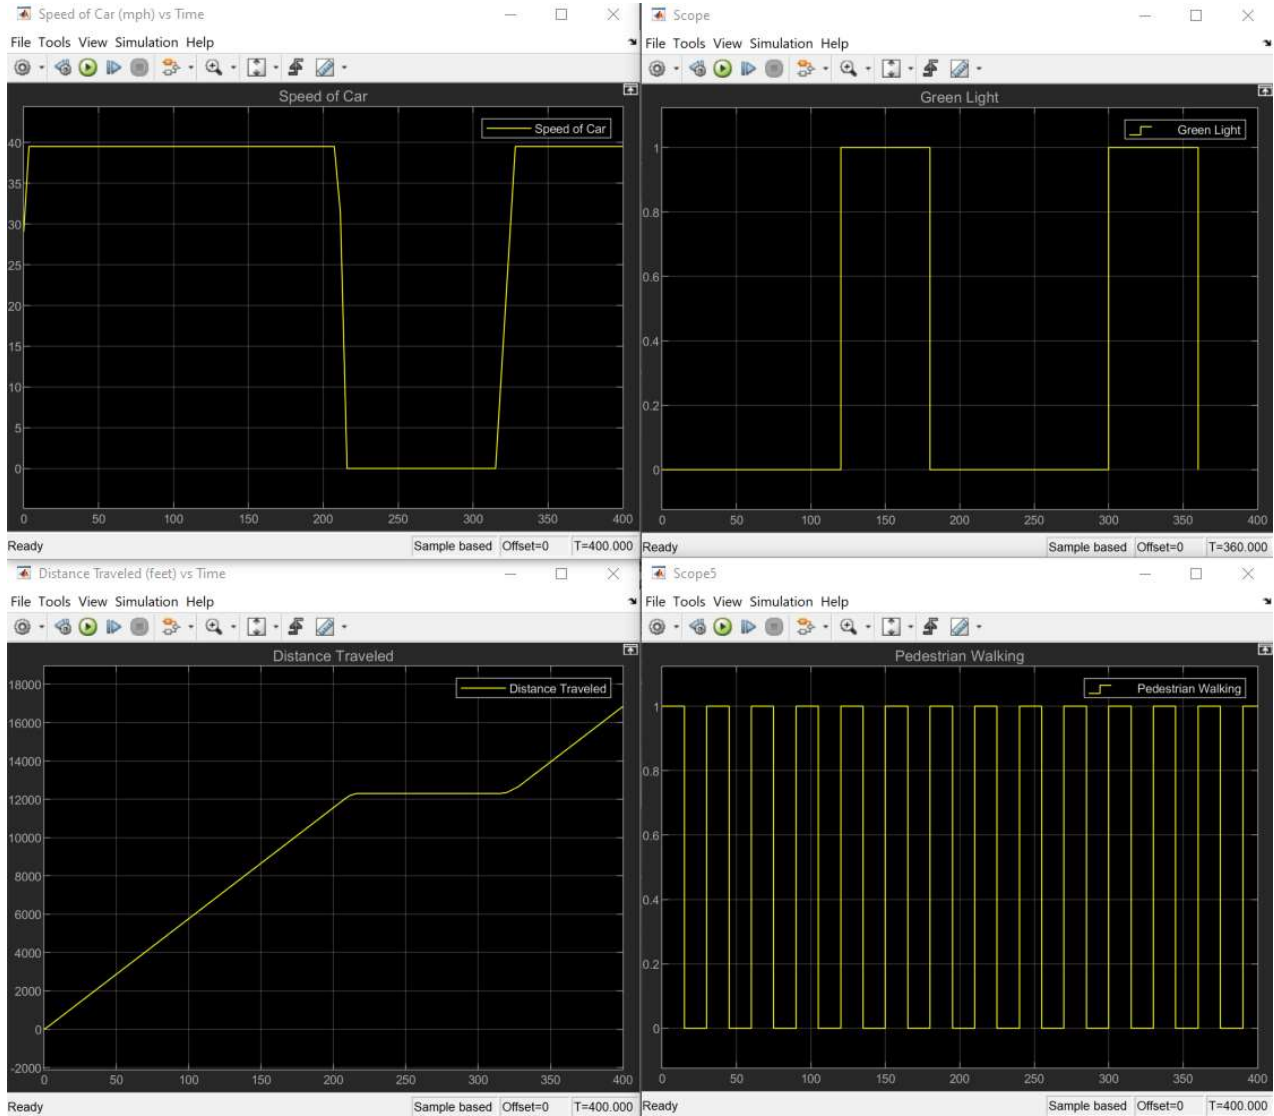 Speed of Car (mph) vs Time
File Tools View Simulation Help
Speed of Car
Speed of Car
40
35
30
25
20
15
10
5
0
0 50 100 150 200 250 300 350 400
Ready Sample based Offset=0 T=400.000
Scope
File Tools View Simulation Help
Green Light
Green Light
1
0.8
0.6
0.4
0.2
0
50 100 150 200 250 300 350 400
Ready Sample based Offset=0 T=360.000
Distance Traveled (feet) vs Time
File Tools View Simulation Help
Distance Traveled
Distance Traveled
18000
16000
14000
12000
10000
8000
6000
4000
2000
0
-2000
0 50 100 150 200 250 300 350 400
Ready Sample based Offset=0 T=400.000
Scope5
File Tools View Simulation Help
Pedestrian Walking
Pedestrian Walking
1
0.8
0.6
0.4
0.2
0
0 50 100 150 200 250 300 350 400
Ready Sample based Offset=0 T=400.000